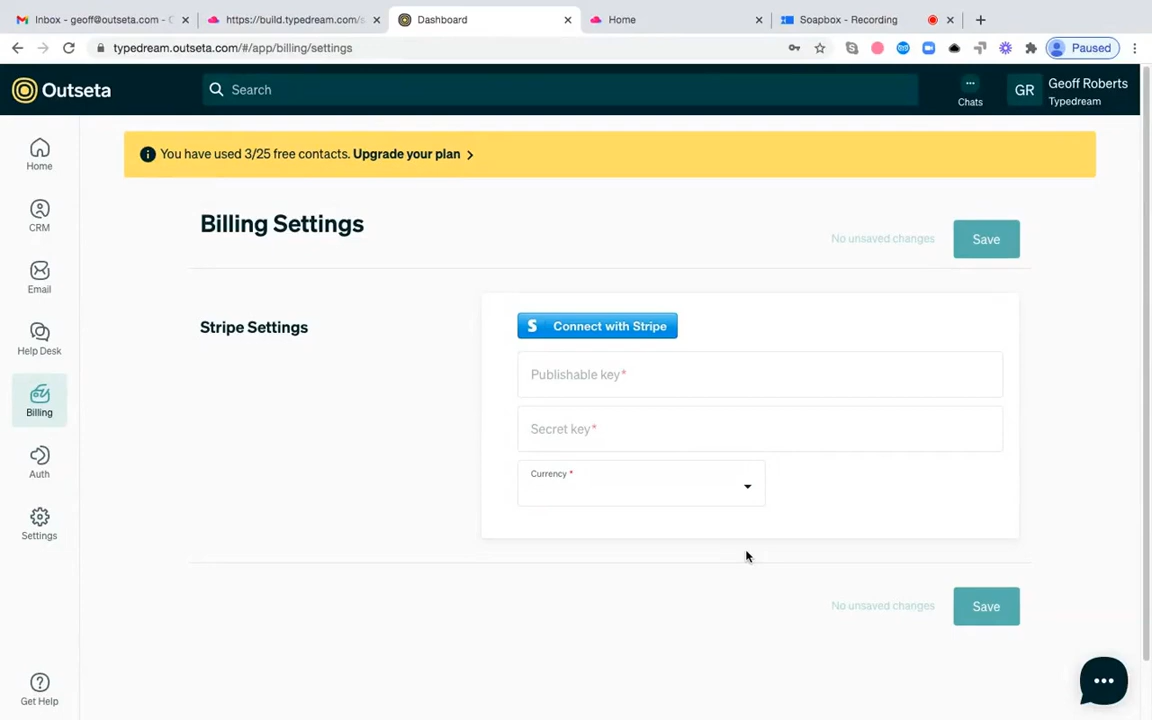 Inbox - geoff@outseta.com -
https://build.typedream.com/s
Dashboard
Home
Soapbox - Recording
typedream.outseta.com/#/app/billing/settings
Paused
Outseta
Search
Chats
GR
Geoff Roberts
Typedream
Home
CRM
Email
Help Desk
Billing
Auth
Settings
Get Help
You have used 3/25 free contacts. Upgrade your plan
Billing Settings
No unsaved changes
Save
Stripe Settings
S Connect with Stripe
Publishable key*
Secret key*
Currency *
No unsaved changes
Save